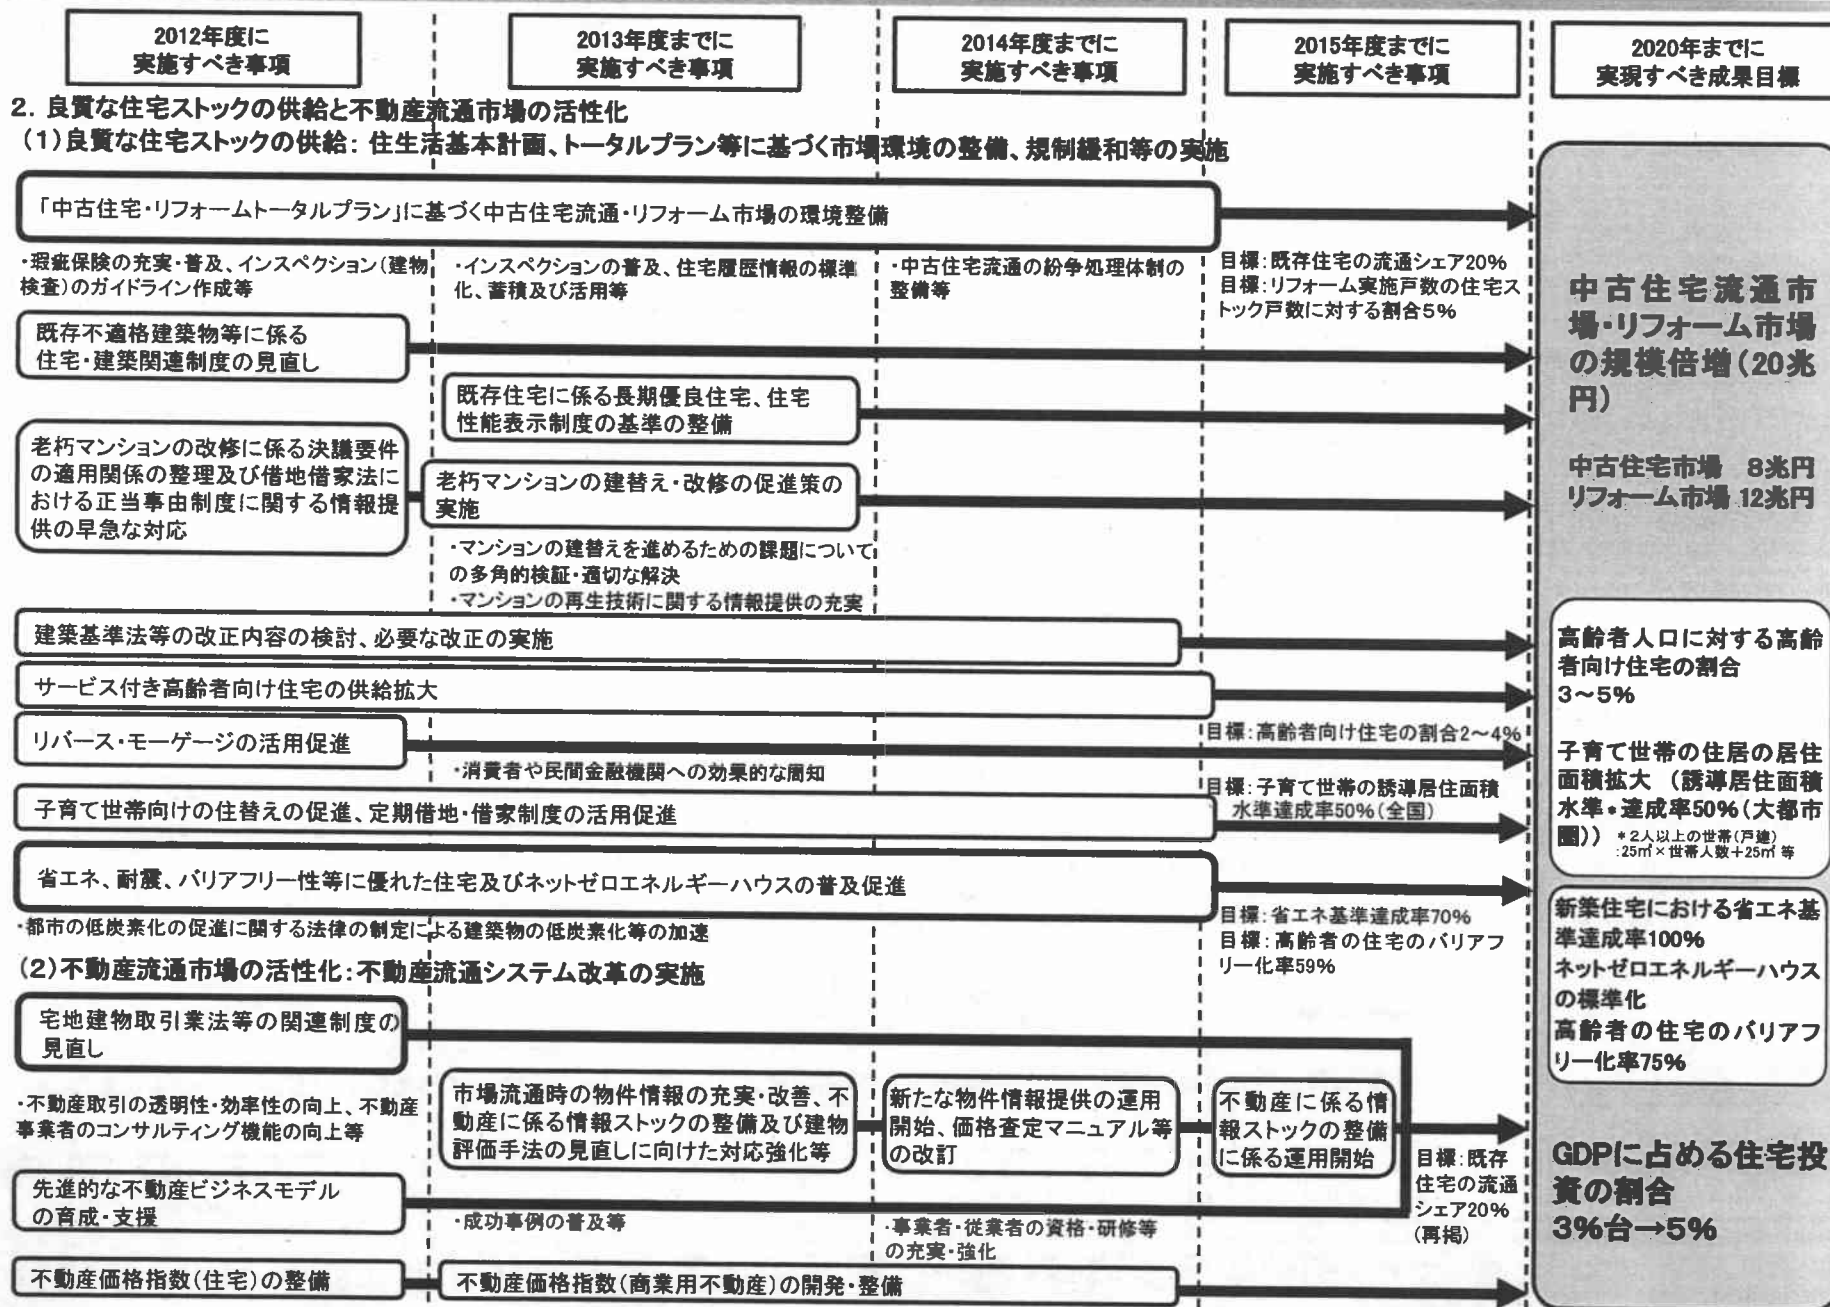 2012年度に
実施すべき事項
2013年度までに
実施すべき事項
2014年度までに
実施すべき事項
2015年度までに
実施すべき事項
2020年までに
実現すべき成果目標
2．良質な住宅ストックの供給と不動産流通市場の活性化
(1)良質な住宅ストックの供給：住生活基本計画、トータルプラン等に基づく市場環境の整備、規制緩和等の実施
「中古住宅・リフォームトータルプラン」に基づく中古住宅流通・リフォーム市場の環境整備
・瑕疵保険の充実・普及、インスペクション(建物
検査)のガイドライン作成等
・インスペクションの普及、住宅履歴情報の標準
化、蓄積及び活用等
・中古住宅流通の紛争処理体制の
整備等
目標：既存住宅の流通シェア20%
目標：リフォーム実施戸数の住宅ス
トック戸数に対する割合5%
既存不適格建築物等に係る
住宅・建築関連制度の見直し
既存住宅に係る長期優良住宅、住宅
性能表示制度の基準の整備
老朽マンションの改修に係る決議要件
の適用関係の整理及び借地借家法に
おける正当事由制度に関する情報提
供の早急な対応
老朽マンションの建替え・改修の促進策の
実施
・マンションの建替えを進めるための課題について
の多角的検証・適切な解決
・マンションの再生技術に関する情報提供の充実
建築基準法等の改正内容の検討、必要な改正の実施
サービス付き高齢者向け住宅の供給拡大
目標：高齢者向け住宅の割合2～4%
リバース・モーゲージの活用促進
・消費者や民間金融機関への効果的な周知
子育て世帯向けの住替えの促進、定期借地・借家制度の活用促進
目標：子育て世帯の誘導居住面積
水準達成率50%(全国)
省エネ、耐震、バリアフリー性等に優れた住宅及びネットゼロエネルギーハウスの普及促進
・都市の低炭素化の促進に関する法律の制定による建築物の低炭素化等の加速
目標：省エネ基準達成率70%
目標：高齢者の住宅のバリアフ
リー化率59%
(2)不動産流通市場の活性化：不動産流通システム改革の実施
宅地建物取引業法等の関連制度の
見直し
・不動産取引の透明性・効率性の向上、不動産
事業者のコンサルティング機能の向上等
市場流通時の物件情報の充実・改善、不
動産に係る情報ストックの整備及び建物
評価手法の見直しに向けた対応強化等
新たな物件情報提供の運用
開始、価格査定マニュアル等
の改訂
不動産に係る情
報ストックの整備
に係る運用開始
目標：既存
住宅の流通
シェア20%
(再掲)
先進的な不動産ビジネスモデル
の育成・支援
・成功事例の普及等
・事業者・従業者の資格・研修等
の充実・強化
不動産価格指数(住宅)の整備
不動産価格指数(商業用不動産)の開発・整備
中古住宅流通市
場・リフォーム市場
の規模倍増(20兆
円)
中古住宅市場 8兆円
リフォーム市場 12兆円
高齢者人口に対する高齢
者向け住宅の割合
3～5%
子育て世帯の住居の居住
面積拡大 (誘導居住面積
水準*達成率50%(大都市
圏)) *2人以上の世帯(戸建)
:25㎡×世帯人数+25㎡ 等
新築住宅における省エネ基
準達成率100%
ネットゼロエネルギーハウス
の標準化
高齢者の住宅のバリアフ
リー化率75%
GDPに占める住宅投
資の割合
3%台→5%